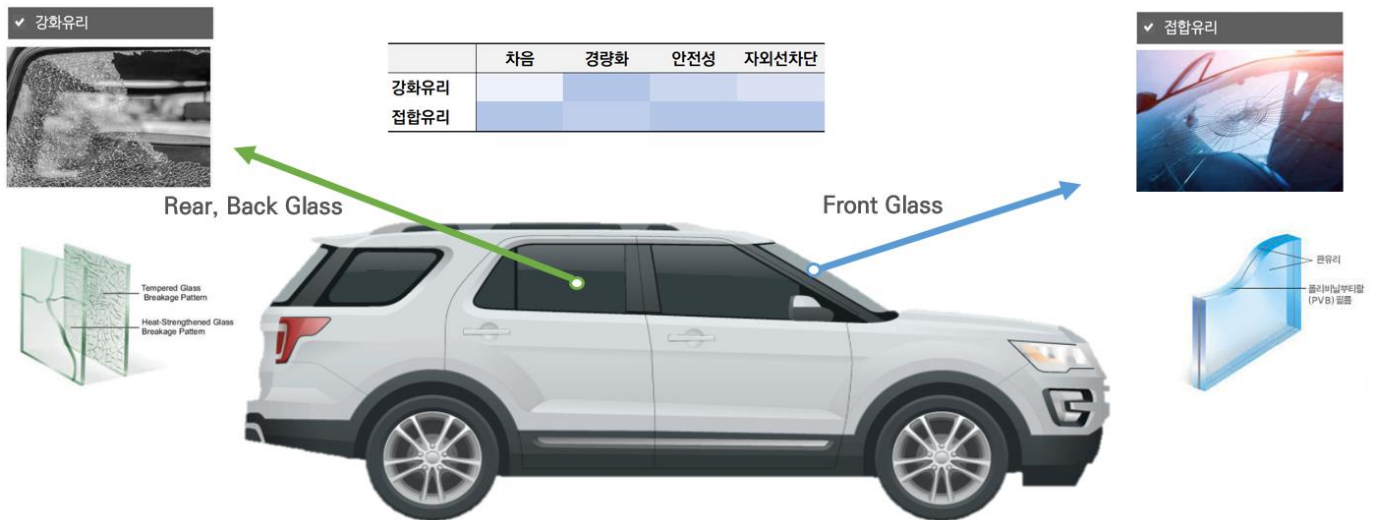 ✔ 강화유리
✔ 접합유리
차음 경량화 안전성 자외선차단
강화유리
접합유리
Rear, Back Glass
Front Glass
Tempered Glass
Breakage Pattern
Heat-Strengthened Glass
Breakage Pattern
판유리
폴리비닐부티랄
(PVB) 필름